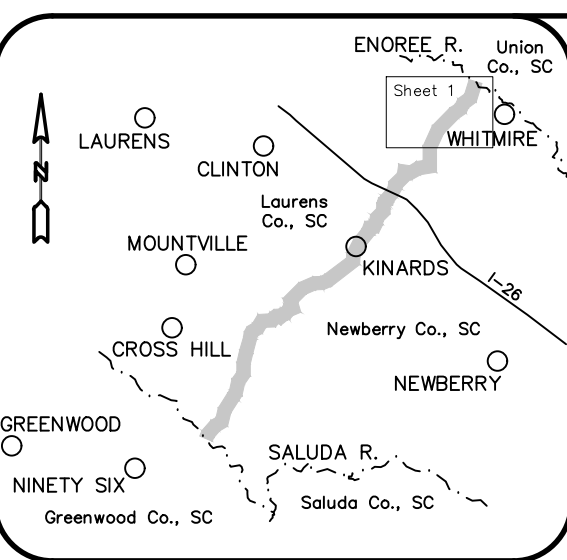 ENOREE R.
Union
Co., SC
Sheet 1
WHITMIRE
LAURENS
CLINTON
N
Laurens
Co., SC
MOUNTVILLE
KINARDS
I-26
Newberry Co., SC
CROSS HILL
NEWBERRY
GREENWOOD
SALUDA R.
NINETY SIX
Saluda Co., SC
Greenwood Co., SC